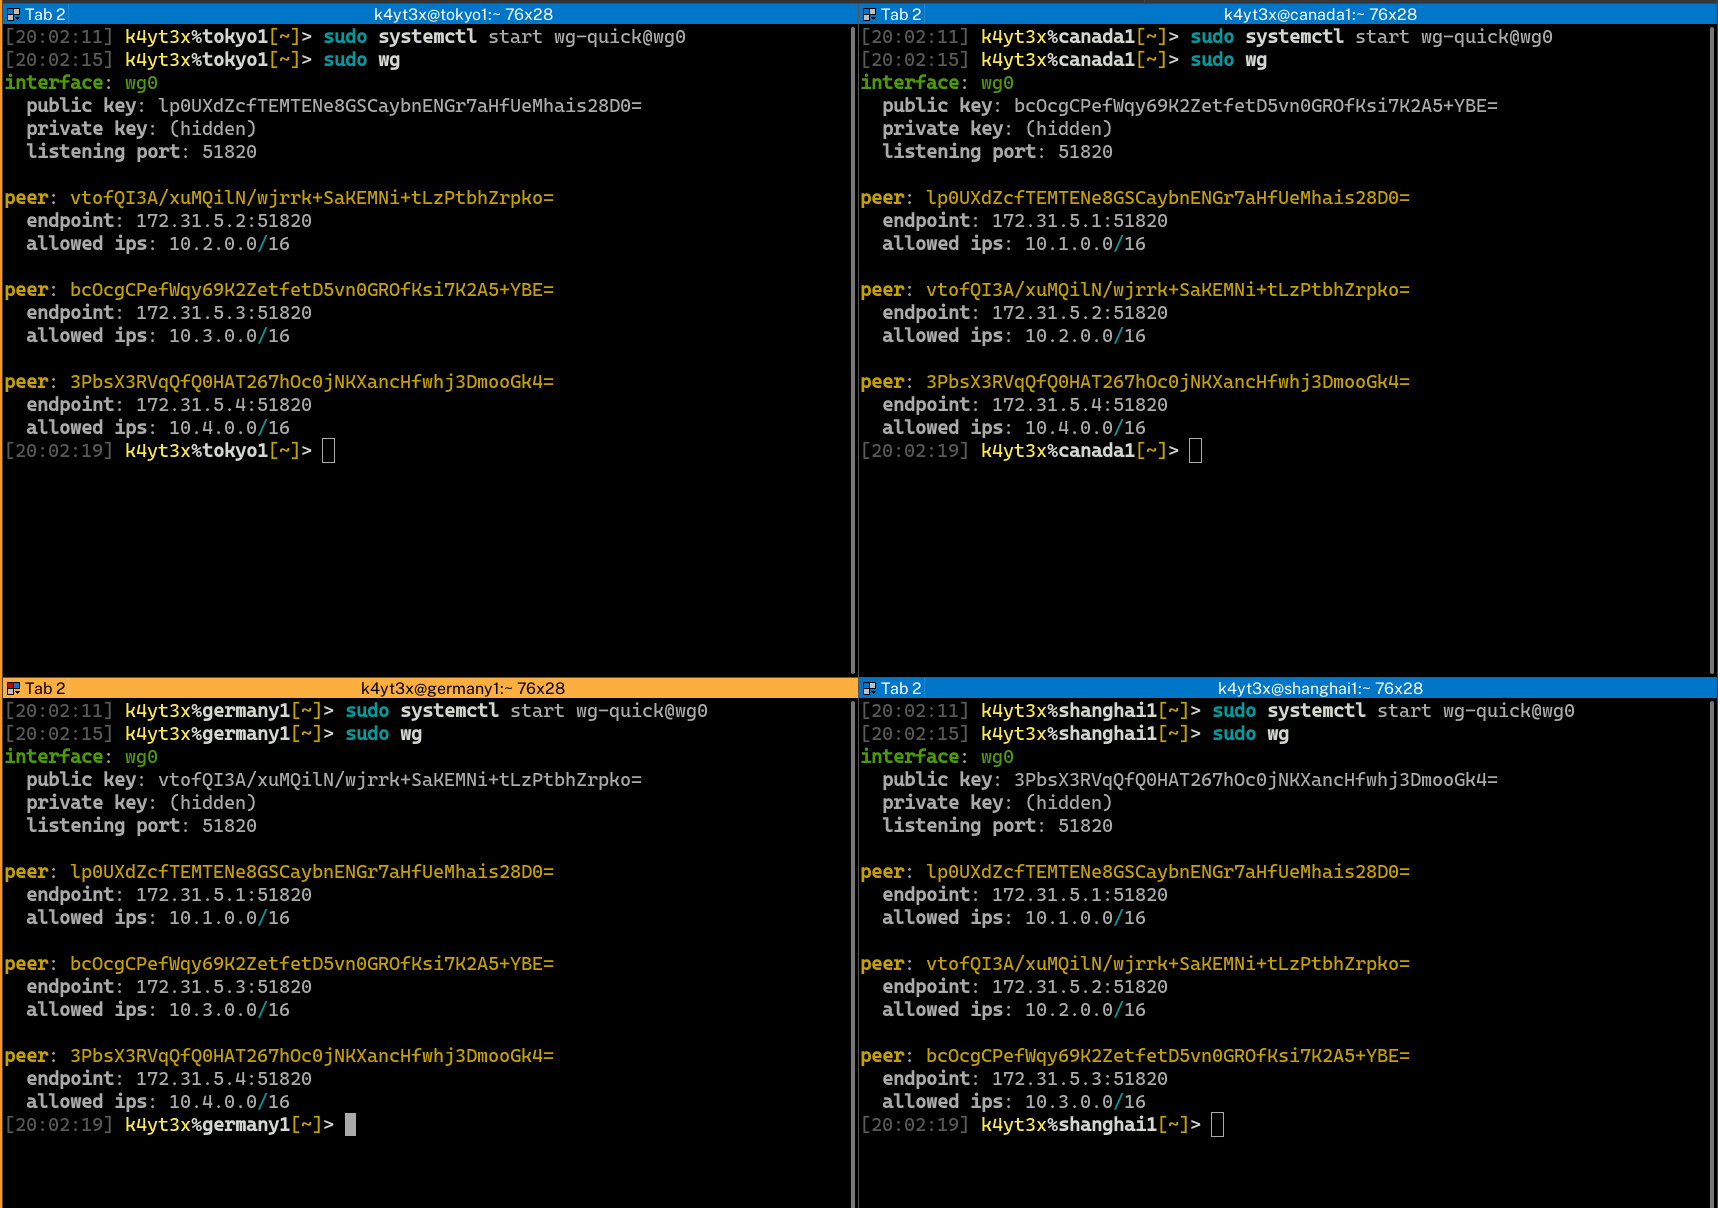 Tab 2 k4yt3x@tokyo1:~ 76x28
[20:02:11] k4yt3x%tokyo1[~]> sudo systemctl start wg-quick@wg0
[20:02:15] k4yt3x%tokyo1[~]> sudo wg
interface: wg0
  public key: lp0UXdZcfTEMTENe8GSCaybnENGr7aHfUeMhais28D0=
  private key: (hidden)
  listening port: 51820

peer: vtofQI3A/xuMQilN/wjrrk+SaKEMNi+tLzPtbhZrpko=
  endpoint: 172.31.5.2:51820
  allowed ips: 10.2.0.0/16

peer: bcOcgCPefWqy69K2ZetfetD5vn0GROfKsi7K2A5+YBE=
  endpoint: 172.31.5.3:51820
  allowed ips: 10.3.0.0/16

peer: 3PbsX3RVqQfQ0HAT267hOc0jNKXancHfwhj3DmooGk4=
  endpoint: 172.31.5.4:51820
  allowed ips: 10.4.0.0/16
[20:02:19] k4yt3x%tokyo1[~]>
Tab 2 k4yt3x@canada1:~ 76x28
[20:02:11] k4yt3x%canada1[~]> sudo systemctl start wg-quick@wg0
[20:02:15] k4yt3x%canada1[~]> sudo wg
interface: wg0
  public key: bcOcgCPefWqy69K2ZetfetD5vn0GROfKsi7K2A5+YBE=
  private key: (hidden)
  listening port: 51820

peer: lp0UXdZcfTEMTENe8GSCaybnENGr7aHfUeMhais28D0=
  endpoint: 172.31.5.1:51820
  allowed ips: 10.1.0.0/16

peer: vtofQI3A/xuMQilN/wjrrk+SaKEMNi+tLzPtbhZrpko=
  endpoint: 172.31.5.2:51820
  allowed ips: 10.2.0.0/16

peer: 3PbsX3RVqQfQ0HAT267hOc0jNKXancHfwhj3DmooGk4=
  endpoint: 172.31.5.4:51820
  allowed ips: 10.4.0.0/16
[20:02:19] k4yt3x%canada1[~]>
Tab 2 k4yt3x@germany1:~ 76x28
[20:02:11] k4yt3x%germany1[~]> sudo systemctl start wg-quick@wg0
[20:02:15] k4yt3x%germany1[~]> sudo wg
interface: wg0
  public key: vtofQI3A/xuMQilN/wjrrk+SaKEMNi+tLzPtbhZrpko=
  private key: (hidden)
  listening port: 51820

peer: lp0UXdZcfTEMTENe8GSCaybnENGr7aHfUeMhais28D0=
  endpoint: 172.31.5.1:51820
  allowed ips: 10.1.0.0/16

peer: bcOcgCPefWqy69K2ZetfetD5vn0GROfKsi7K2A5+YBE=
  endpoint: 172.31.5.3:51820
  allowed ips: 10.3.0.0/16

peer: 3PbsX3RVqQfQ0HAT267hOc0jNKXancHfwhj3DmooGk4=
  endpoint: 172.31.5.4:51820
  allowed ips: 10.4.0.0/16
[20:02:19] k4yt3x%germany1[~]>
Tab 2 k4yt3x@shanghai1:~ 76x28
[20:02:11] k4yt3x%shanghai1[~]> sudo systemctl start wg-quick@wg0
[20:02:15] k4yt3x%shanghai1[~]> sudo wg
interface: wg0
  public key: 3PbsX3RVqQfQ0HAT267hOc0jNKXancHfwhj3DmooGk4=
  private key: (hidden)
  listening port: 51820

peer: lp0UXdZcfTEMTENe8GSCaybnENGr7aHfUeMhais28D0=
  endpoint: 172.31.5.1:51820
  allowed ips: 10.1.0.0/16

peer: vtofQI3A/xuMQilN/wjrrk+SaKEMNi+tLzPtbhZrpko=
  endpoint: 172.31.5.2:51820
  allowed ips: 10.2.0.0/16

peer: bcOcgCPefWqy69K2ZetfetD5vn0GROfKsi7K2A5+YBE=
  endpoint: 172.31.5.3:51820
  allowed ips: 10.3.0.0/16
[20:02:19] k4yt3x%shanghai1[~]>